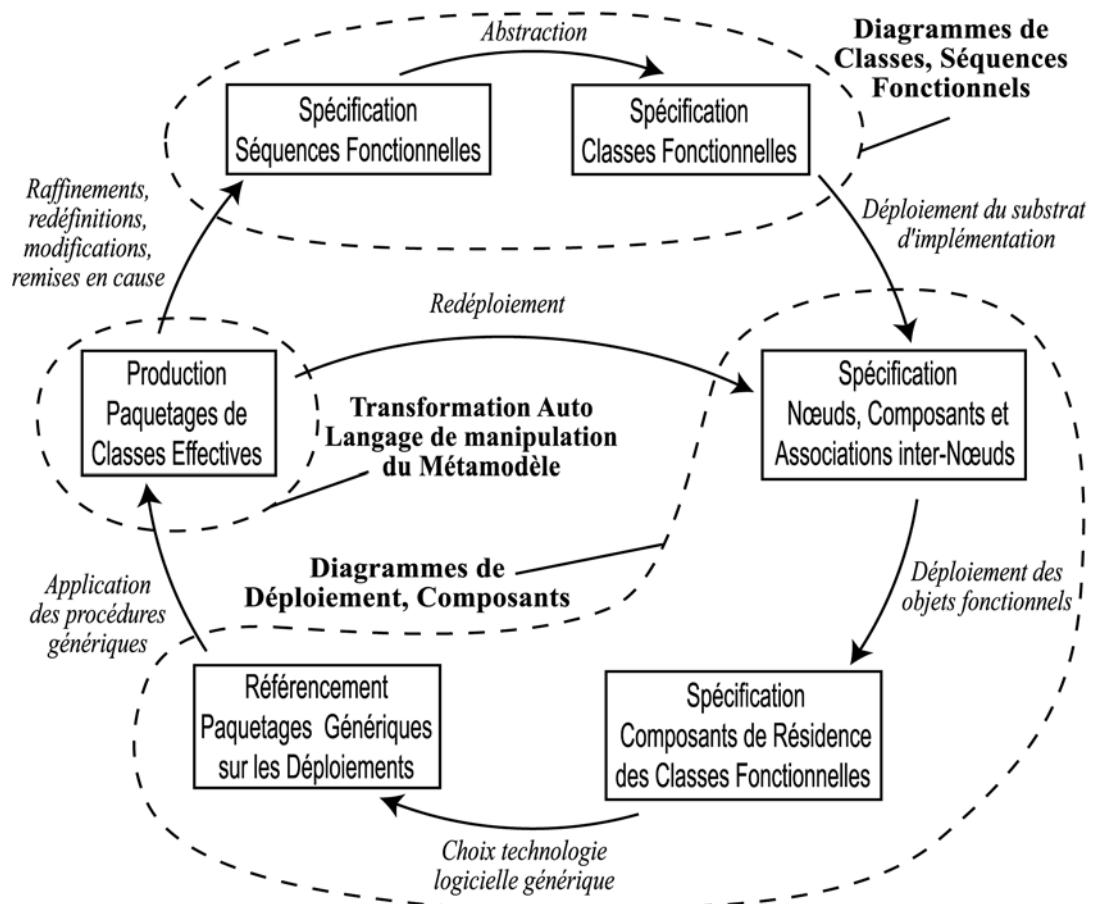 Abstraction
Diagrammes de
Classes, Séquences
Fonctionnels
Spécification
Séquences Fonctionnelles
Spécification
Classes Fonctionnelles
Raffinements,
redéfinitions,
modifications,
remises en cause
Déploiement du substrat
d'implémentation
Redéploiement
Production
Paquetages de
Classes Effectives
Transformation Auto
Langage de manipulation
du Métamodèle
Spécification
Nœuds, Composants et
Associations inter-Nœuds
Diagrammes de
Déploiement, Composants
Déploiement des
objets fonctionnels
Application
des procédures
génériques
Référencement
Paquetages Génériques
sur les Déploiements
Spécification
Composants de Résidence
des Classes Fonctionnelles
Choix technologie
logicielle générique